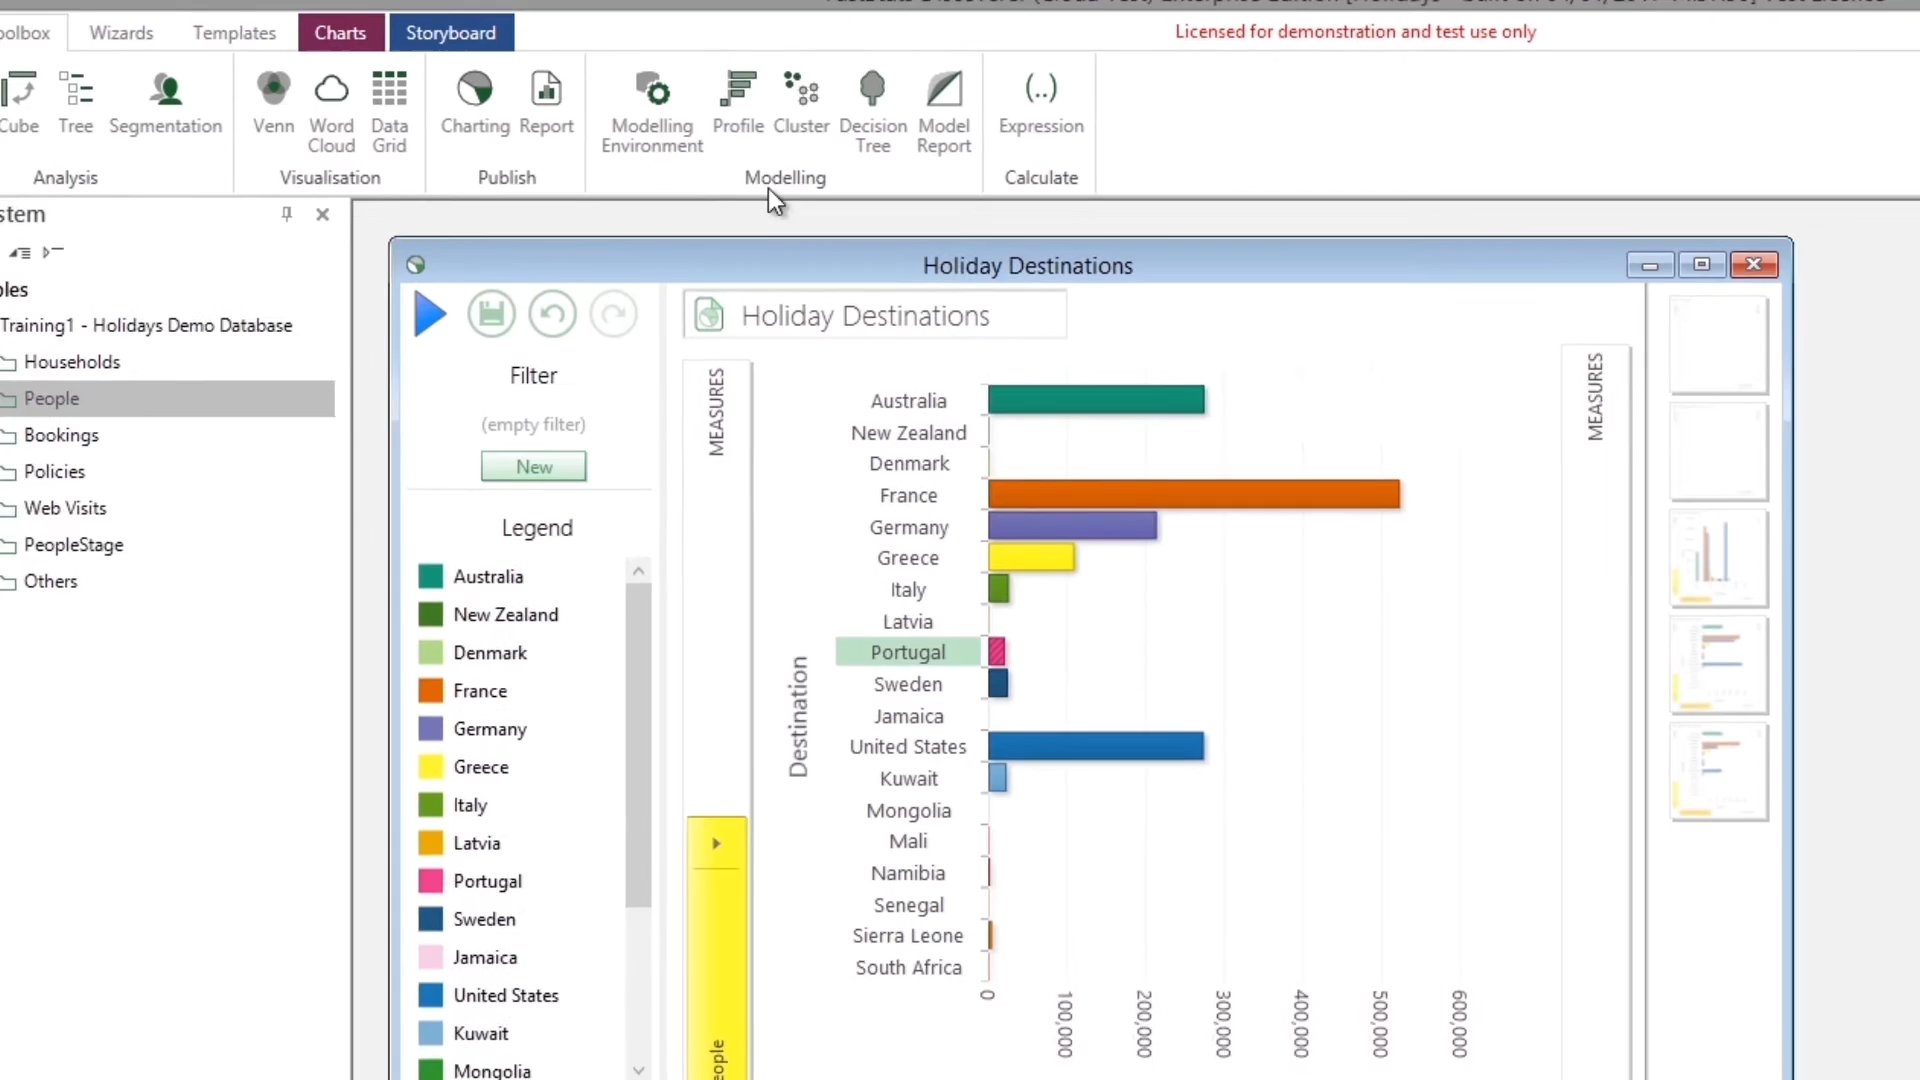 oolbox
Wizards
Templates
Charts
Storyboard
Licensed for demonstration and test use only
Cube
Tree
Segmentation
Venn
Word Cloud
Data Grid
Charting
Report
Modelling Environment
Profile
Cluster
Decision Tree
Model Report
(..)
Expression
Analysis
Visualisation
Publish
Modelling
Calculate
stem
bles
Training1 - Holidays Demo Database
Households
People
Bookings
Policies
Web Visits
PeopleStage
Others
Holiday Destinations
Holiday Destinations
Filter
(empty filter)
New
Legend
Australia
New Zealand
Denmark
France
Germany
Greece
Italy
Latvia
Portugal
Sweden
Jamaica
United States
Kuwait
Mongolia
MEASURES
eople
Destination
Australia
New Zealand
Denmark
France
Germany
Greece
Italy
Latvia
Portugal
Sweden
Jamaica
United States
Kuwait
Mongolia
Mali
Namibia
Senegal
Sierra Leone
South Africa
0
100,000
200,000
300,000
400,000
500,000
600,000
MEASURES